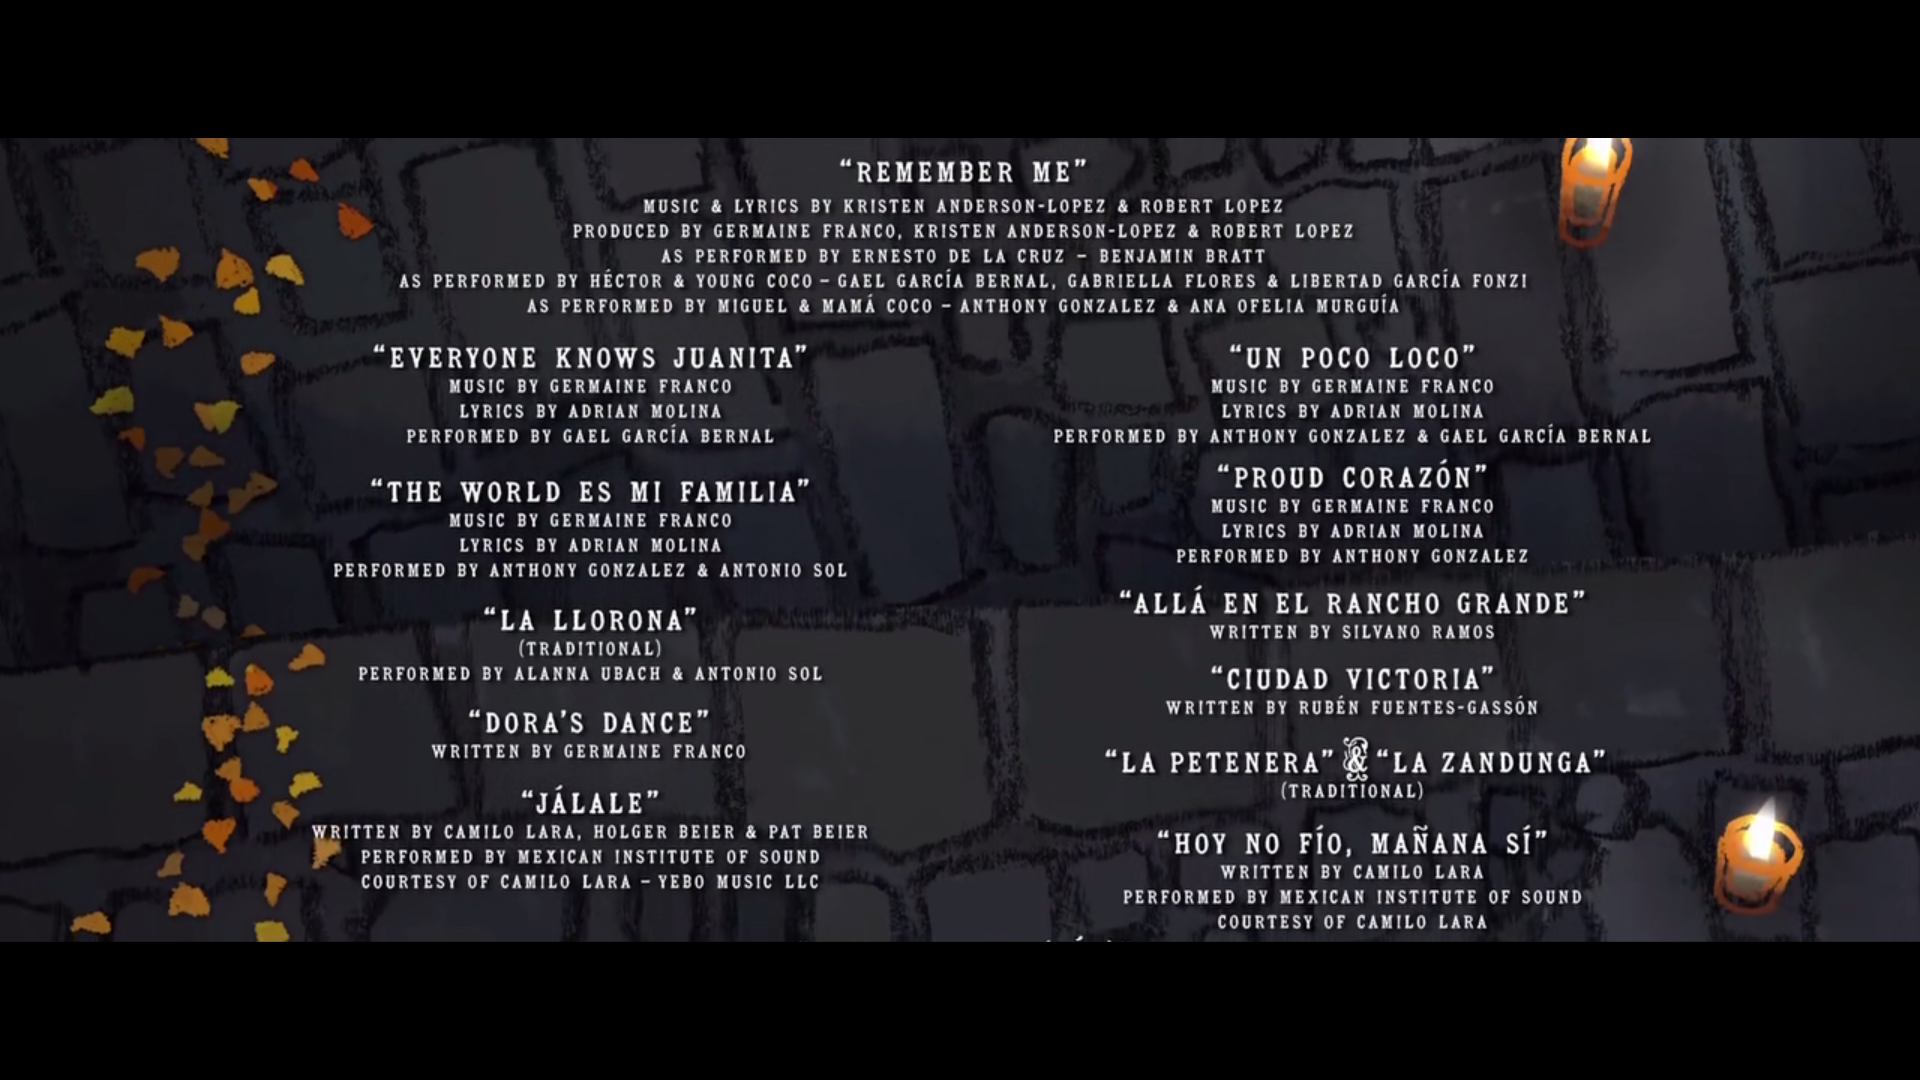 “REMEMBER ME”
MUSIC & LYRICS BY KRISTEN ANDERSON-LOPEZ & ROBERT LOPEZ
PRODUCED BY GERMAINE FRANCO, KRISTEN ANDERSON-LOPEZ & ROBERT LOPEZ
AS PERFORMED BY ERNESTO DE LA CRUZ – BENJAMIN BRATT
AS PERFORMED BY HÉCTOR & YOUNG COCO – GAEL GARCÍA BERNAL, GABRIELLA FLORES & LIBERTAD GARCÍA FONZI
AS PERFORMED BY MIGUEL & MAMÁ COCO – ANTHONY GONZALEZ & ANA OFELIA MURGUÍA
“EVERYONE KNOWS JUANITA”
MUSIC BY GERMAINE FRANCO
LYRICS BY ADRIAN MOLINA
PERFORMED BY GAEL GARCÍA BERNAL
“THE WORLD ES MI FAMILIA”
MUSIC BY GERMAINE FRANCO
LYRICS BY ADRIAN MOLINA
PERFORMED BY ANTHONY GONZALEZ & ANTONIO SOL
“LA LLORONA”
(TRADITIONAL)
PERFORMED BY ALANNA UBACH & ANTONIO SOL
“DORA’S DANCE”
WRITTEN BY GERMAINE FRANCO
“JÁLALE”
WRITTEN BY CAMILO LARA, HOLGER BEIER & PAT BEIER
PERFORMED BY MEXICAN INSTITUTE OF SOUND
COURTESY OF CAMILO LARA – YEBO MUSIC LLC
“UN POCO LOCO”
MUSIC BY GERMAINE FRANCO
LYRICS BY ADRIAN MOLINA
PERFORMED BY ANTHONY GONZALEZ & GAEL GARCÍA BERNAL
“PROUD CORAZÓN”
MUSIC BY GERMAINE FRANCO
LYRICS BY ADRIAN MOLINA
PERFORMED BY ANTHONY GONZALEZ
“ALLÁ EN EL RANCHO GRANDE”
WRITTEN BY SILVANO RAMOS
“CIUDAD VICTORIA”
WRITTEN BY RUBÉN FUENTES-GASSÓN
“LA PETENERA” & “LA ZANDUNGA”
(TRADITIONAL)
“HOY NO FÍO, MAÑANA SÍ”
WRITTEN BY CAMILO LARA
PERFORMED BY MEXICAN INSTITUTE OF SOUND
COURTESY OF CAMILO LARA